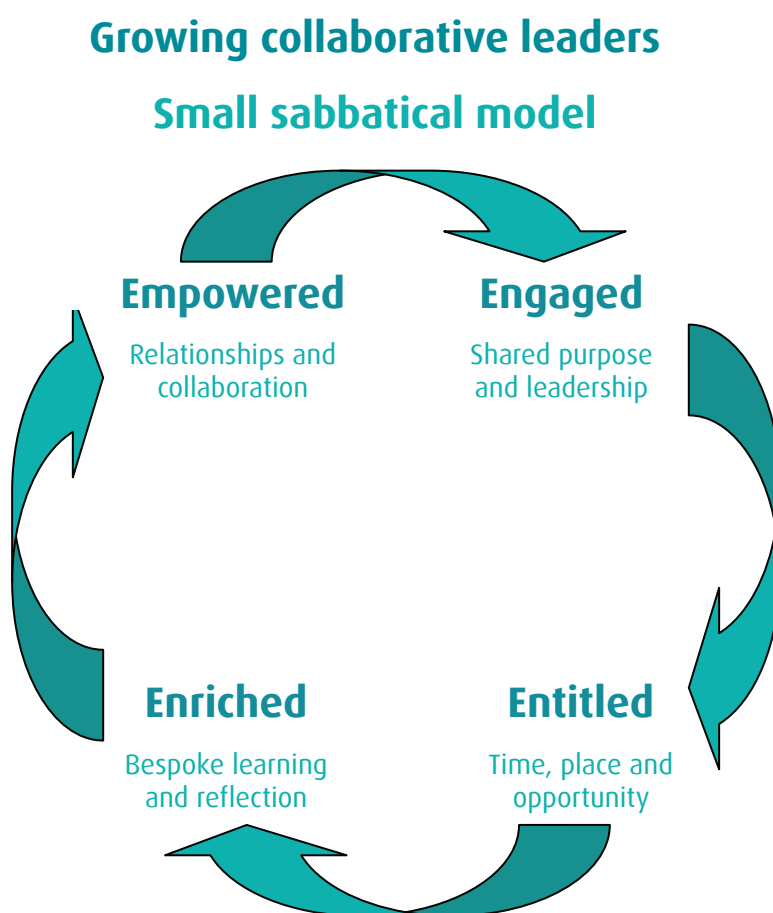 Growing collaborative leaders
Small sabbatical model
Empowered
Relationships and
collaboration
Engaged
Shared purpose
and leadership
Enriched
Bespoke learning
and reflection
Entitled
Time, place and
opportunity